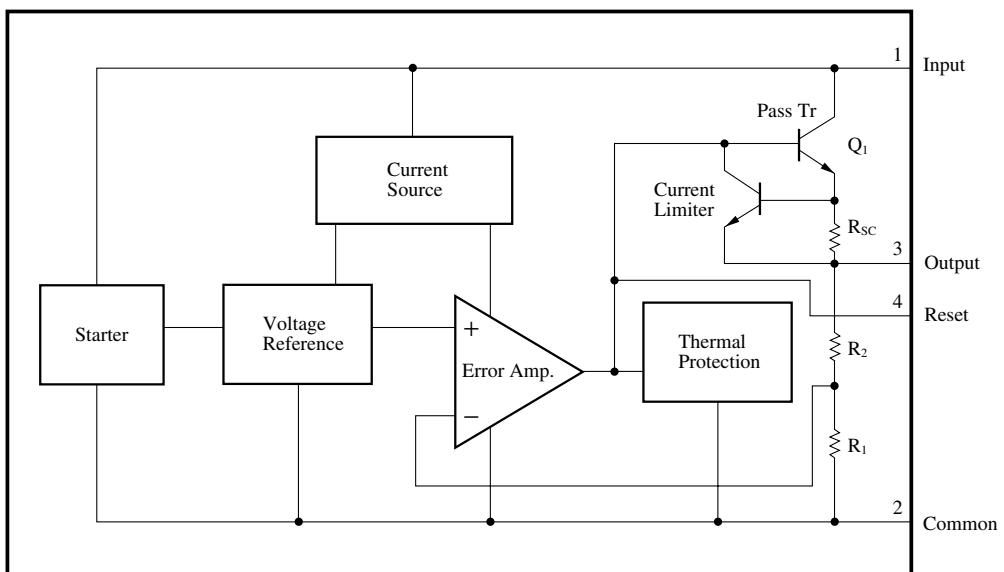 1
Input
Pass Tr
Q₁
Current
Source
Current
Limiter
R_SC
3
Output
4
Reset
Starter
Voltage
Reference
+
Error Amp.
−
Thermal
Protection
R₂
R₁
2
Common